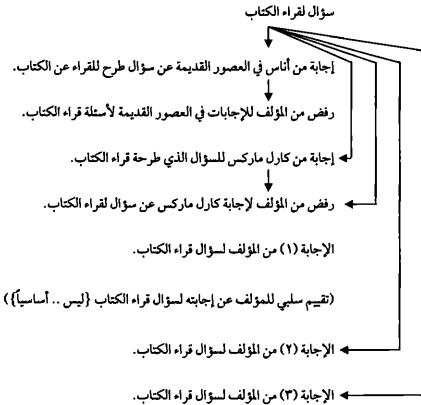 سؤال لقراء الكتاب
إجابة من أناس في العصور القديمة عن سؤال طرح للقراء عن الكتاب.
رفض من المؤلف للإجابات في العصور القديمة لأسئلة قراء الكتاب.
إجابة من كارل ماركس للسؤال الذي طرحة قراء الكتاب.
رفض من المؤلف لإجابة كارل ماركس عن سؤال لقراء الكتاب.
الإجابة (١) من المؤلف لسؤال قراء الكتاب.
(تقييم سلبي للمؤلف عن إجابته لسؤال قراء الكتاب {ليس .. أساسياً})
الإجابة (٢) من المؤلف لسؤال قراء الكتاب.
الإجابة (٣) من المؤلف لسؤال قراء الكتاب.